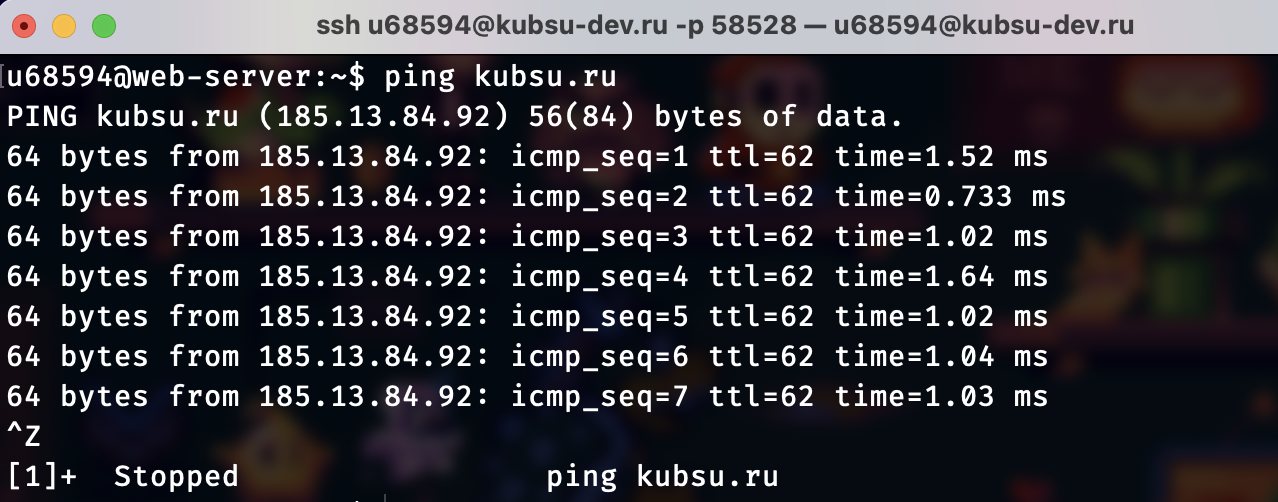 ssh u68594@kubsu-dev.ru -p 58528 — u68594@kubsu-dev.ru
u68594@web-server:~$ ping kubsu.ru
PING kubsu.ru (185.13.84.92) 56(84) bytes of data.
64 bytes from 185.13.84.92: icmp_seq=1 ttl=62 time=1.52 ms
64 bytes from 185.13.84.92: icmp_seq=2 ttl=62 time=0.733 ms
64 bytes from 185.13.84.92: icmp_seq=3 ttl=62 time=1.02 ms
64 bytes from 185.13.84.92: icmp_seq=4 ttl=62 time=1.64 ms
64 bytes from 185.13.84.92: icmp_seq=5 ttl=62 time=1.02 ms
64 bytes from 185.13.84.92: icmp_seq=6 ttl=62 time=1.04 ms
64 bytes from 185.13.84.92: icmp_seq=7 ttl=62 time=1.03 ms
^Z
[1]+  Stopped                 ping kubsu.ru